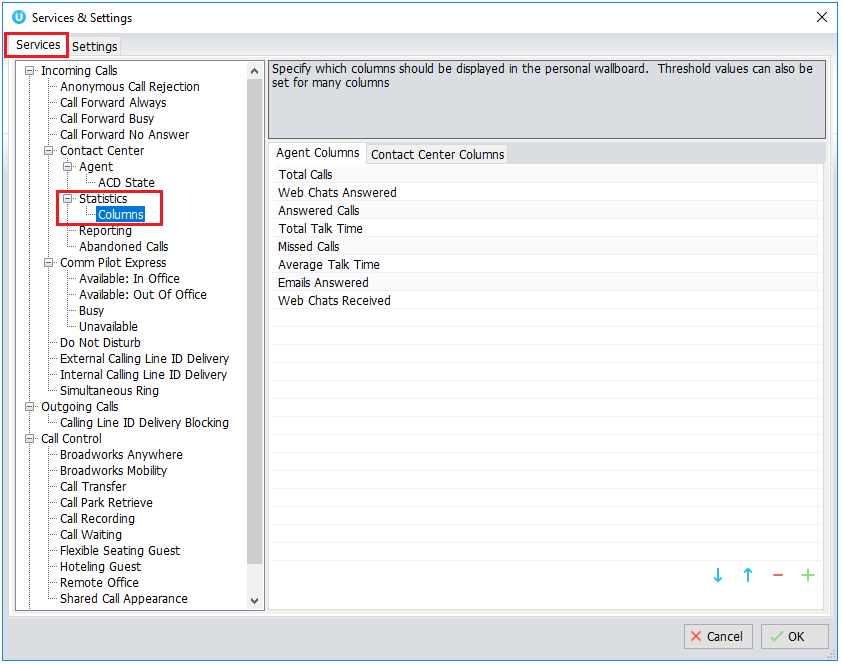 U Services & Settings
Services Settings
Incoming Calls
Anonymous Call Rejection
Call Forward Always
Call Forward Busy
Call Forward No Answer
Contact Center
Agent
ACD State
Statistics
Columns
Reporting
Abandoned Calls
Comm Pilot Express
Available: In Office
Available: Out Of Office
Busy
Unavailable
Do Not Disturb
External Calling Line ID Delivery
Internal Calling Line ID Delivery
Simultaneous Ring
Outgoing Calls
Calling Line ID Delivery Blocking
Call Control
Broadworks Anywhere
Broadworks Mobility
Call Transfer
Call Park Retrieve
Call Recording
Call Waiting
Flexible Seating Guest
Hoteling Guest
Remote Office
Shared Call Appearance
Specify which columns should be displayed in the personal wallboard.  Threshold values can also be
set for many columns
Agent Columns Contact Center Columns
Total Calls
Web Chats Answered
Answered Calls
Total Talk Time
Missed Calls
Average Talk Time
Emails Answered
Web Chats Received
Cancel OK